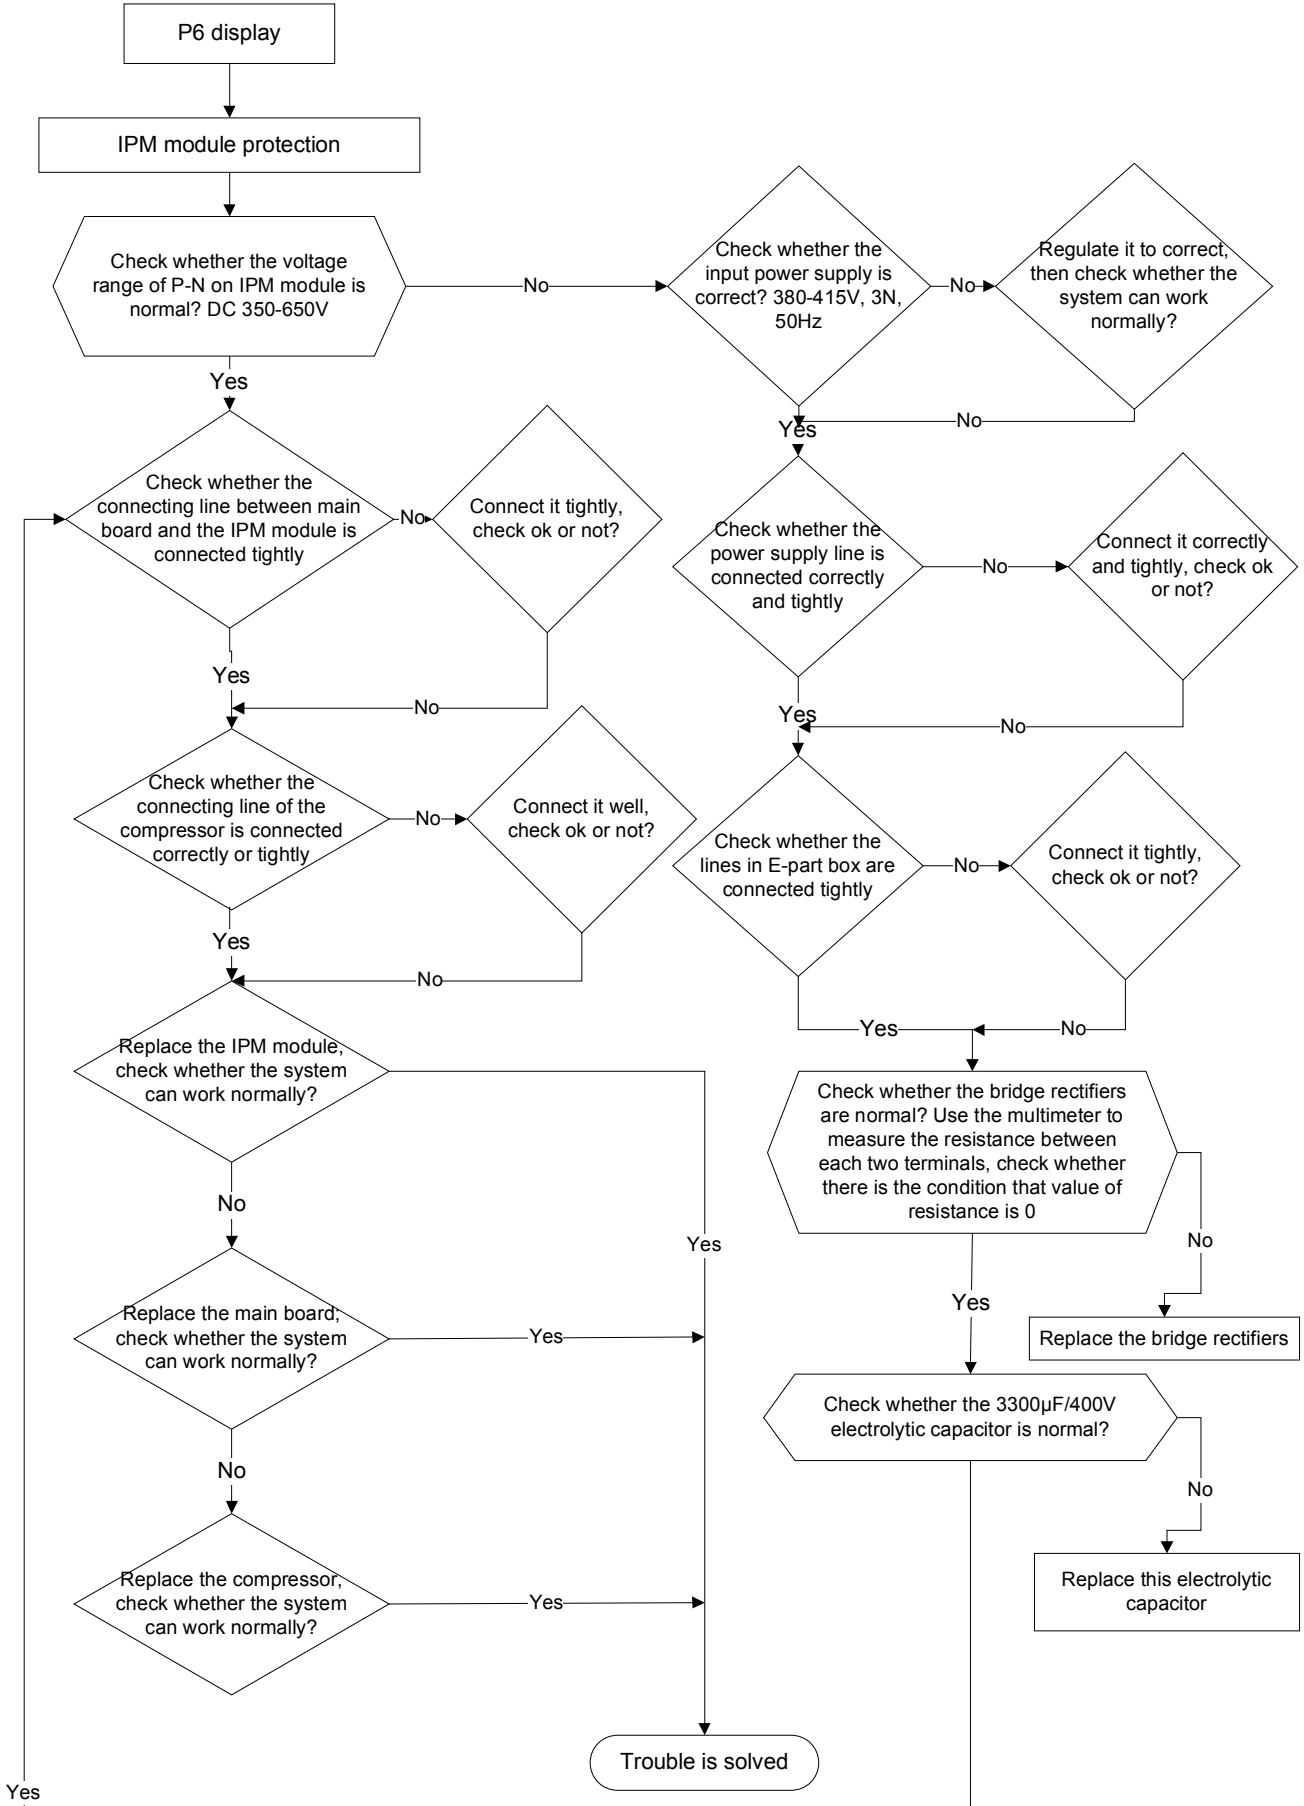 P6 display
IPM module protection
Check whether the voltage
range of P-N on IPM module is
normal? DC 350-650V
No
Check whether the
input power supply is
correct? 380-415V, 3N,
50Hz
No
Regulate it to correct,
then check whether the
system can work
normally?
Yes
No
Yes
Check whether the
connecting line between main
board and the IPM module is
connected tightly
No
Connect it tightly,
check ok or not?
Check whether the
power supply line is
connected correctly
and tightly
No
Connect it correctly
and tightly, check ok
or not?
Yes
No
Yes
No
Check whether the
connecting line of the
compressor is connected
correctly or tightly
No
Connect it well,
check ok or not?
Check whether the
lines in E-part box are
connected tightly
No
Connect it tightly,
check ok or not?
Yes
No
Yes
No
Replace the IPM module,
check whether the system
can work normally?
Check whether the bridge rectifiers
are normal? Use the multimeter to
measure the resistance between
each two terminals, check whether
there is the condition that value of
resistance is 0
No
Yes
No
Yes
Replace the main board;
check whether the system
can work normally?
Yes
Replace the bridge rectifiers
Check whether the 3300μF/400V
electrolytic capacitor is normal?
No
No
Replace the compressor,
check whether the system
can work normally?
Yes
Replace this electrolytic
capacitor
Trouble is solved
Yes